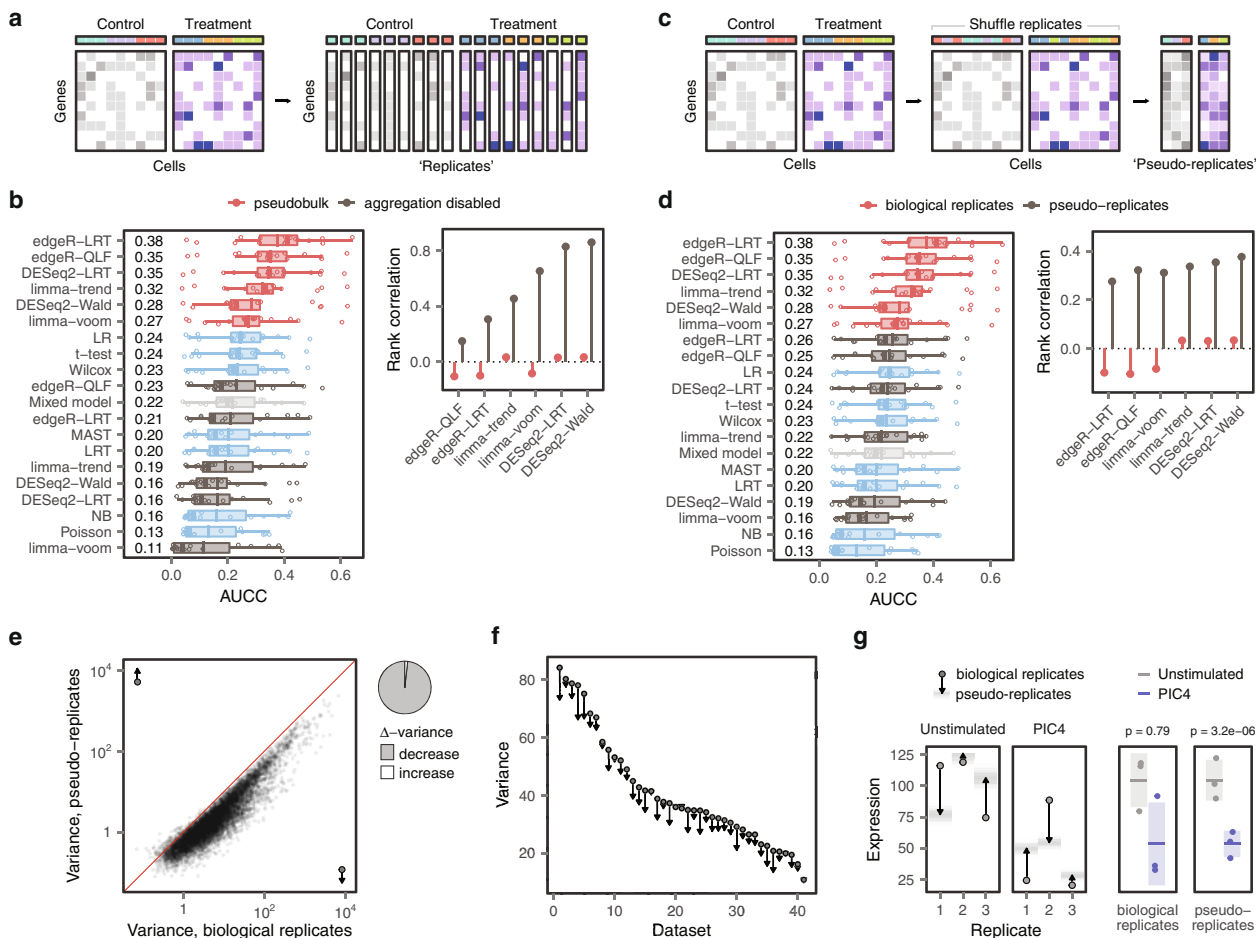 a
Control
Treatment
Control
Treatment
Genes
Genes
Cells
'Replicates'
c
Control
Treatment
Shuffle replicates
Genes
Cells
Cells
'Pseudo-replicates'
b
pseudobulk
aggregation disabled
edgeR-LRT 0.38
edgeR-QLF 0.35
DESeq2-LRT 0.35
limma-trend 0.32
DESeq2-Wald 0.28
limma-voom 0.27
LR 0.24
t-test 0.24
Wilcox 0.23
edgeR-QLF 0.23
Mixed model 0.22
edgeR-LRT 0.21
MAST 0.20
LRT 0.20
limma-trend 0.19
DESeq2-Wald 0.16
DESeq2-LRT 0.16
NB 0.16
Poisson 0.13
limma-voom 0.11
0.0 0.2 0.4 0.6
AUCC
Rank correlation
0.8
0.4
0.0
edgeR-QLF
edgeR-LRT
limma-trend
limma-voom
DESeq2-LRT
DESeq2-Wald
d
biological replicates
pseudo-replicates
edgeR-LRT 0.38
edgeR-QLF 0.35
DESeq2-LRT 0.35
limma-trend 0.32
DESeq2-Wald 0.28
limma-voom 0.27
edgeR-LRT 0.26
edgeR-QLF 0.25
LR 0.24
DESeq2-LRT 0.24
t-test 0.24
Wilcox 0.23
limma-trend 0.22
Mixed model 0.22
MAST 0.20
LRT 0.20
DESeq2-Wald 0.19
limma-voom 0.16
NB 0.16
Poisson 0.13
0.0 0.2 0.4 0.6
AUCC
Rank correlation
0.4
0.2
0.0
edgeR-LRT
edgeR-QLF
limma-voom
limma-trend
DESeq2-LRT
DESeq2-Wald
e
Variance, pseudo-replicates
10⁴
10²
1
1 10² 10⁴
Variance, biological replicates
Δ-variance
decrease
increase
f
Variance
80
60
40
20
0 10 20 30 40
Dataset
g
biological replicates
pseudo-replicates
Unstimulated
PIC4
Unstimulated
PIC4
p = 0.79
p = 3.2e-06
Expression
125
100
75
50
25
1 2 3
1 2 3
Replicate
biological
replicates
pseudo-
replicates